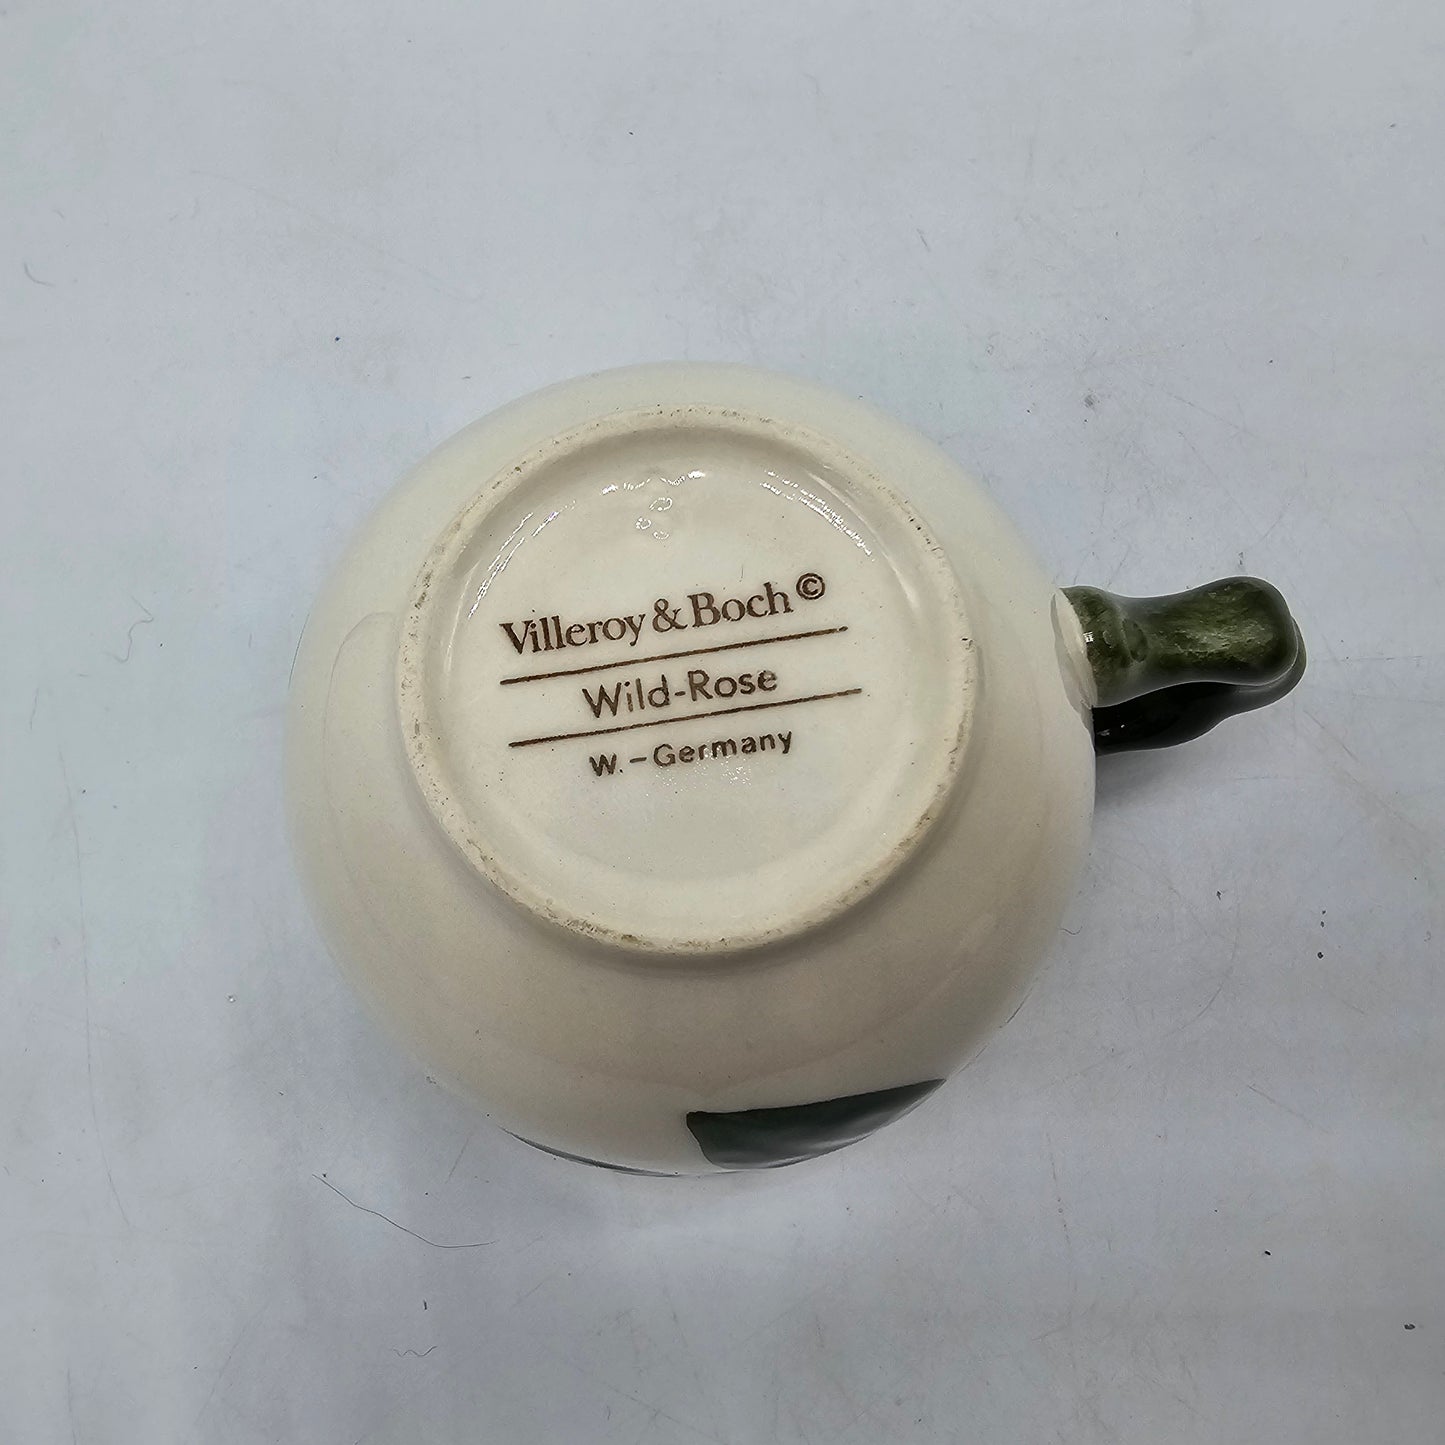 Villeroy & Boch ©
Wild-Rose
W.-Germany